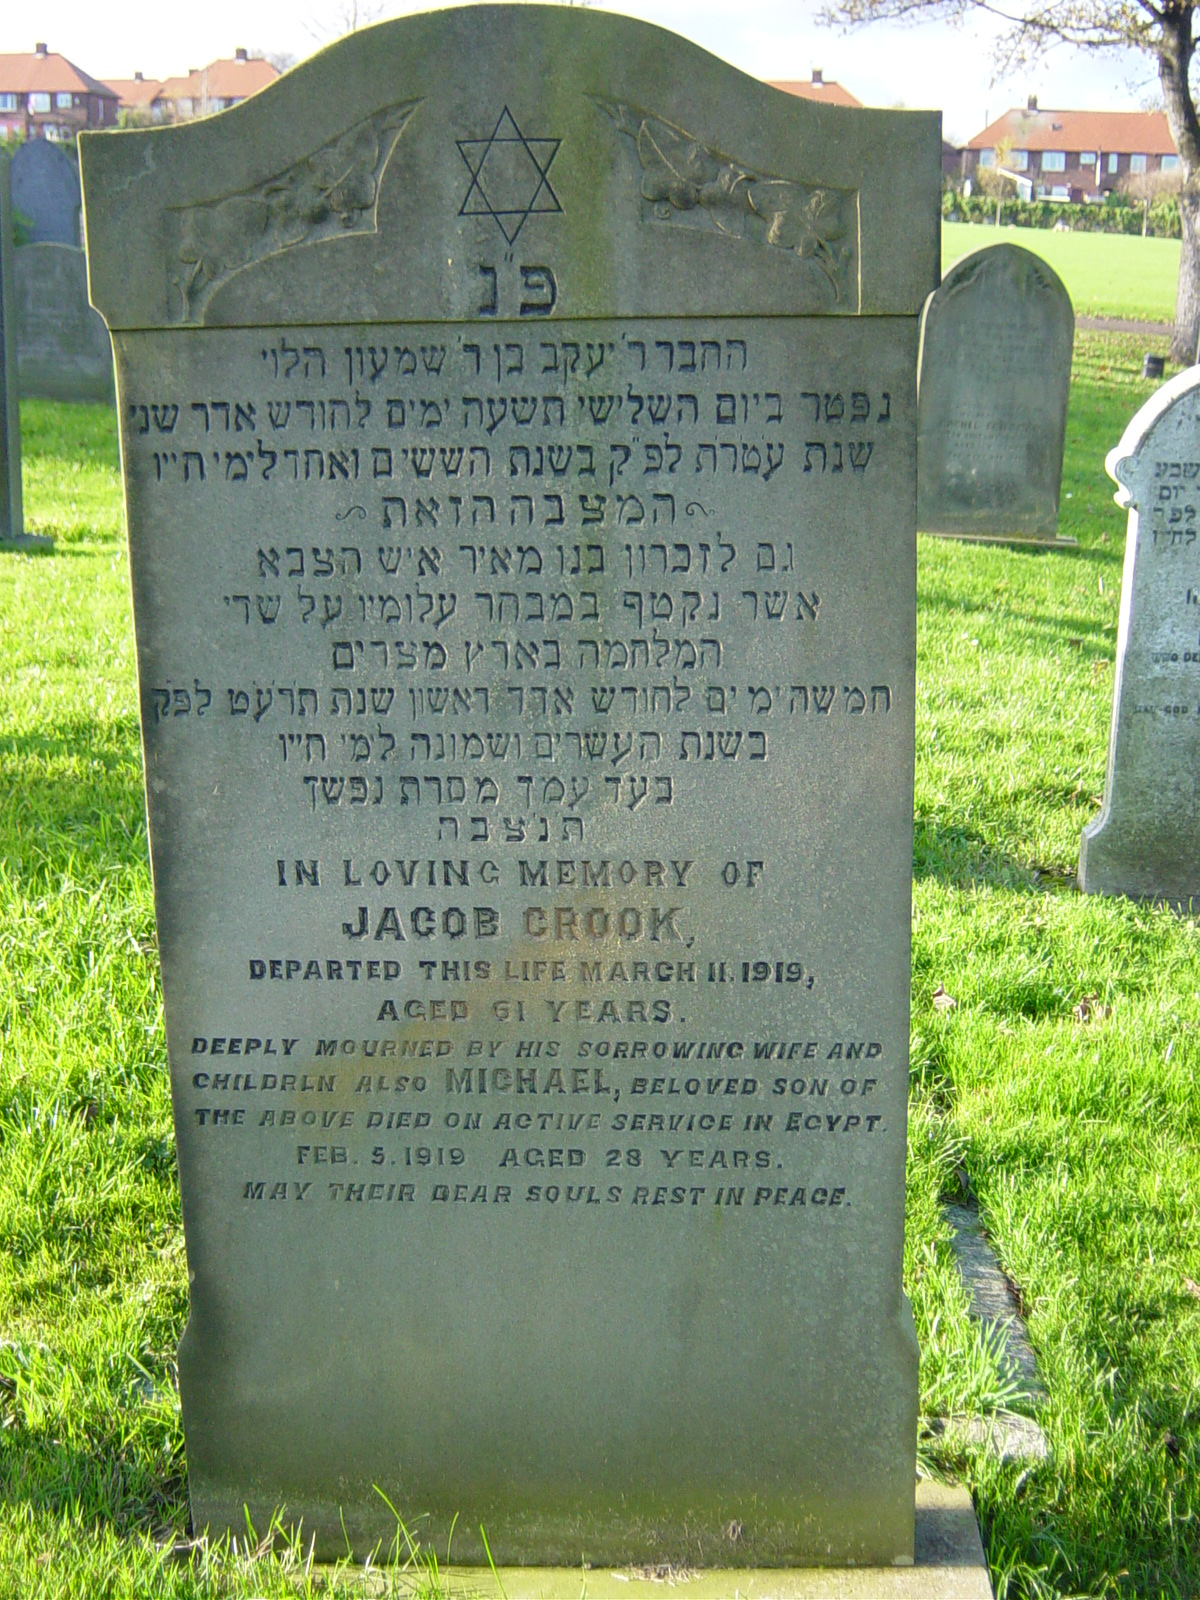 פ"נ
החבר ר' יעקב בן ר' שמעון הלוי
נפטר ביום השלישי תשעה ימים לחודש אדר שני
שנת עטרת לפ"ק בשנת הששים ואחד לימי חייו
המצבה הזאת
גם לזכרון בנו מאיר איש הצבא
אשר נקטף במבחר עלומיו על שדי
המלחמה בארץ מצרים
חמשה ימים לחודש אדר ראשון שנת תרעט לפק
בשנת העשרים ושמונה לימי חייו
בעד עמך מסרת נפשך
תנצבה
IN LOVING MEMORY OF
JACOB CROOK,
DEPARTED THIS LIFE MARCH 11. 1919,
AGED 61 YEARS.
DEEPLY MOURNED BY HIS SORROWING WIFE AND
CHILDREN ALSO MICHAEL, BELOVED SON OF
THE ABOVE DIED ON ACTIVE SERVICE IN EGYPT.
FEB. 5. 1919 AGED 28 YEARS.
MAY THEIR DEAR SOULS REST IN PEACE.